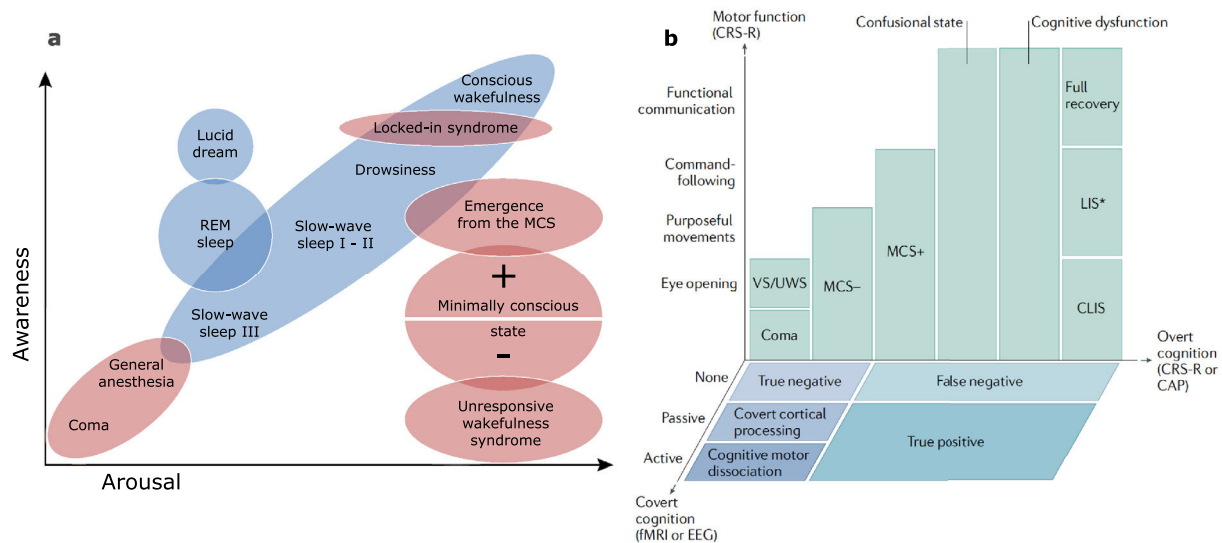 a
Awareness
Arousal
Conscious
wakefulness
Locked-in syndrome
Lucid
dream
Drowsiness
REM
sleep
Slow-wave
sleep I - II
Emergence
from the MCS
+
Minimally conscious
state
-
Slow-wave
sleep III
General
anesthesia
Coma
Unresponsive
wakefulness
syndrome
b
Motor function
(CRS-R)
Confusional state
Cognitive dysfunction
Functional
communication
Full
recovery
Command-
following
Purposeful
movements
LIS*
MCS+
Eye opening
VS/UWS
MCS–
CLIS
Coma
Overt
cognition
(CRS-R or
CAP)
None
True negative
False negative
Passive
Covert cortical
processing
True positive
Active
Cognitive motor
dissociation
Covert
cognition
(fMRI or EEG)